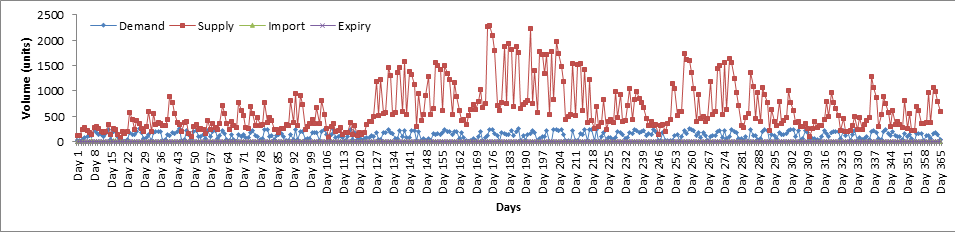 2500
Demand Supply Import Expiry
2000
1500
1000
500
0
Volume (units)
Day 1
Day 8
Day 15
Day 22
Day 29
Day 36
Day 43
Day 50
Day 57
Day 64
Day 71
Day 78
Day 85
Day 92
Day 99
Day 106
Day 113
Day 120
Day 127
Day 134
Day 141
Day 148
Day 155
Day 162
Day 169
Day 176
Day 183
Day 190
Day 197
Day 204
Day 211
Day 218
Day 225
Day 232
Day 239
Day 246
Day 253
Day 260
Day 267
Day 274
Day 281
Day 288
Day 295
Day 302
Day 309
Day 316
Day 323
Day 330
Day 337
Day 344
Day 351
Day 358
Day 365
Days